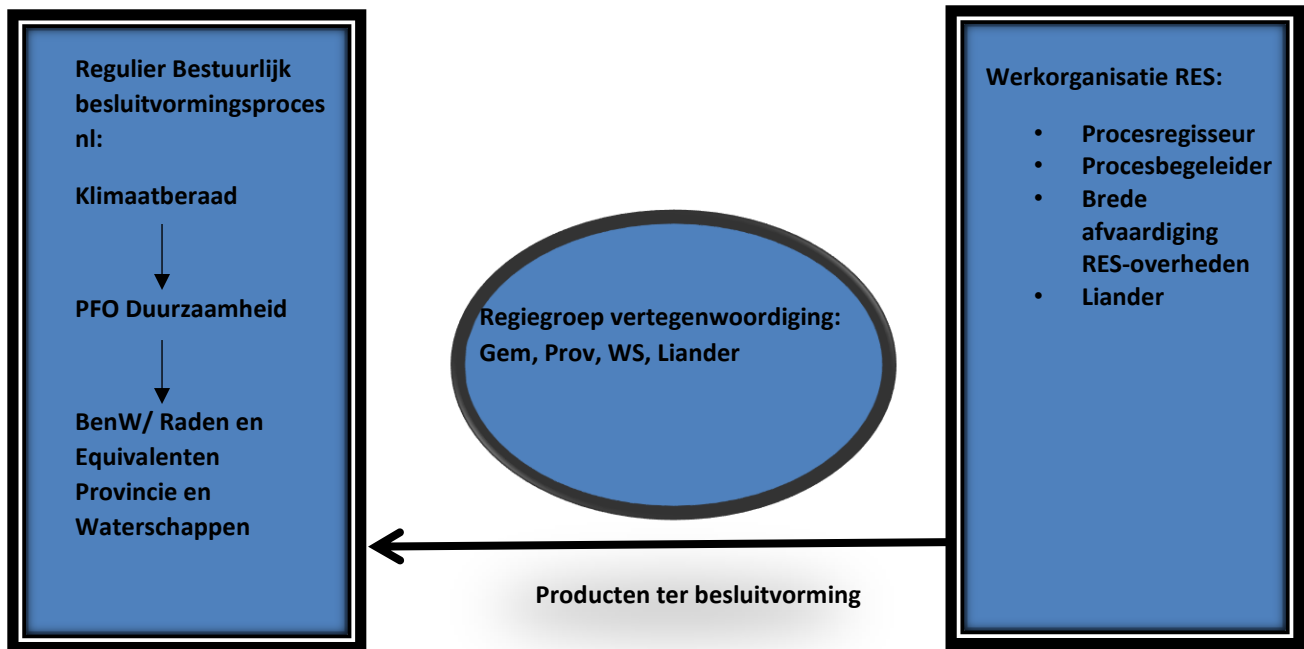 Regulier Bestuurlijk
besluitvormingsproces
nl:
Klimaatberaad
PFO Duurzaamheid
BenW/ Raden en
Equivalenten
Provincie en
Waterschappen
Regiegroep vertegenwoordiging:
Gem, Prov, WS, Liander
Producten ter besluitvorming
Werkorganisatie RES:
• Procesregisseur
• Procesbegeleider
• Brede
afvaardiging
RES-overheden
• Liander